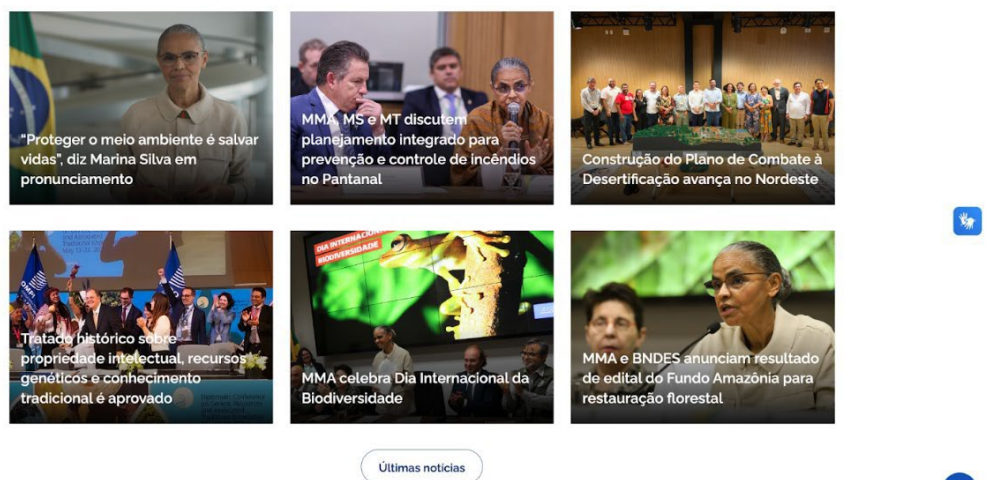 “Proteger o meio ambiente é salvar
vidas”, diz Marina Silva em
pronunciamento
MMA, MS e MT discutem
planejamento integrado para
prevenção e controle de incêndios
no Pantanal
Construção do Plano de Combate à
Desertificação avança no Nordeste
Tratado histórico sobre
propriedade intelectual, recursos
genéticos e conhecimento
tradicional é aprovado
DIA INTERNACIONAL
BIODIVERSIDADE
MMA celebra Dia Internacional da
Biodiversidade
MMA e BNDES anunciam resultado
de edital do Fundo Amazônia para
restauração florestal
Últimas notícias